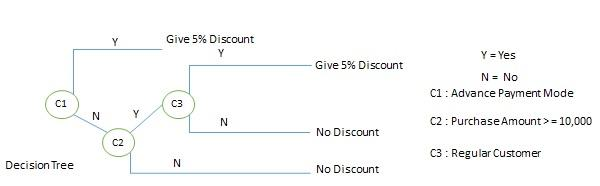 Y
Give 5% Discount
Y
Give 5% Discount
C1
N
Y
C3
N
No Discount
C2
N
No Discount
Decision Tree
Y = Yes
N = No
C1 : Advance Payment Mode
C2 : Purchase Amount > = 10,000
C3 : Regular Customer